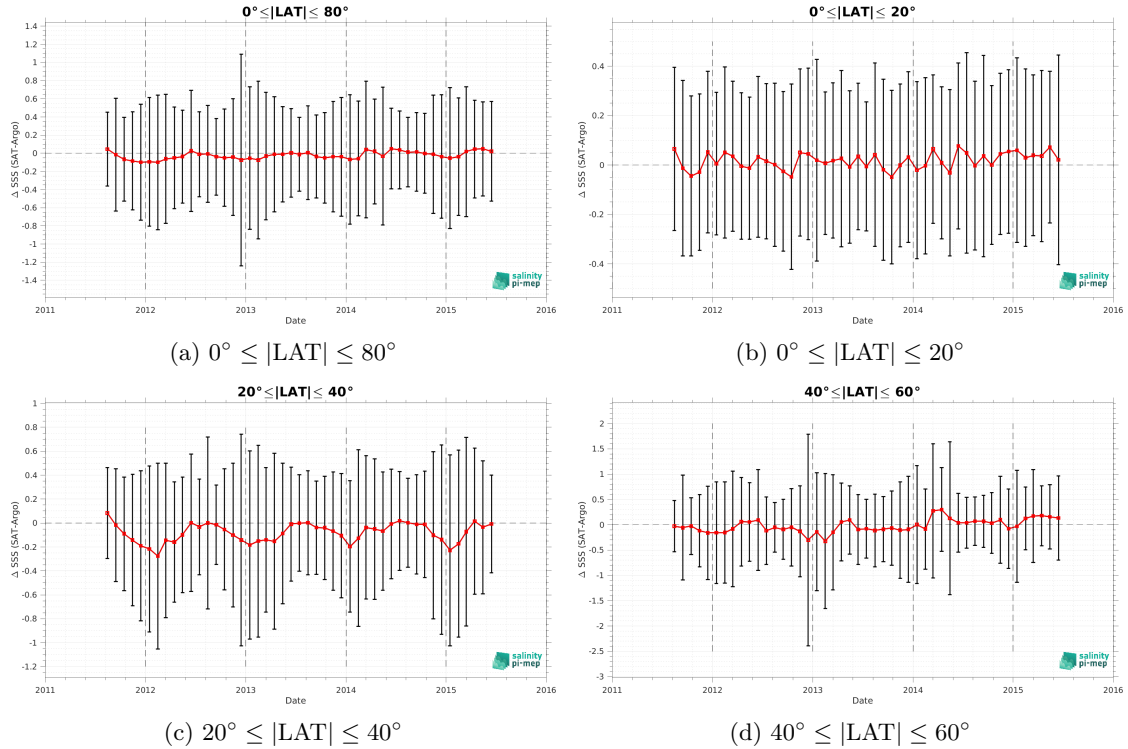 0°≤|LAT|≤ 80°
1.4
1.2
1
0.8
0.6
0.4
0.2
0
-0.2
-0.4
-0.6
-0.8
-1
-1.2
-1.4
Δ SSS (SAT-Argo)
2011 2012 2013 2014 2015 2016
Date
salinity
pi-mep
(a) 0° ≤ |LAT| ≤ 80°
0°≤|LAT|≤ 20°
0.4
0.2
0
-0.2
-0.4
Δ SSS (SAT-Argo)
2011 2012 2013 2014 2015 2016
Date
salinity
pi-mep
(b) 0° ≤ |LAT| ≤ 20°
20°≤|LAT|≤ 40°
1
0.8
0.6
0.4
0.2
0
-0.2
-0.4
-0.6
-0.8
-1
-1.2
Δ SSS (SAT-Argo)
2011 2012 2013 2014 2015 2016
Date
salinity
pi-mep
(c) 20° ≤ |LAT| ≤ 40°
40°≤|LAT|≤ 60°
2
1.5
1
0.5
0
-0.5
-1
-1.5
-2
-2.5
-3
Δ SSS (SAT-Argo)
2011 2012 2013 2014 2015 2016
Date
salinity
pi-mep
(d) 40° ≤ |LAT| ≤ 60°